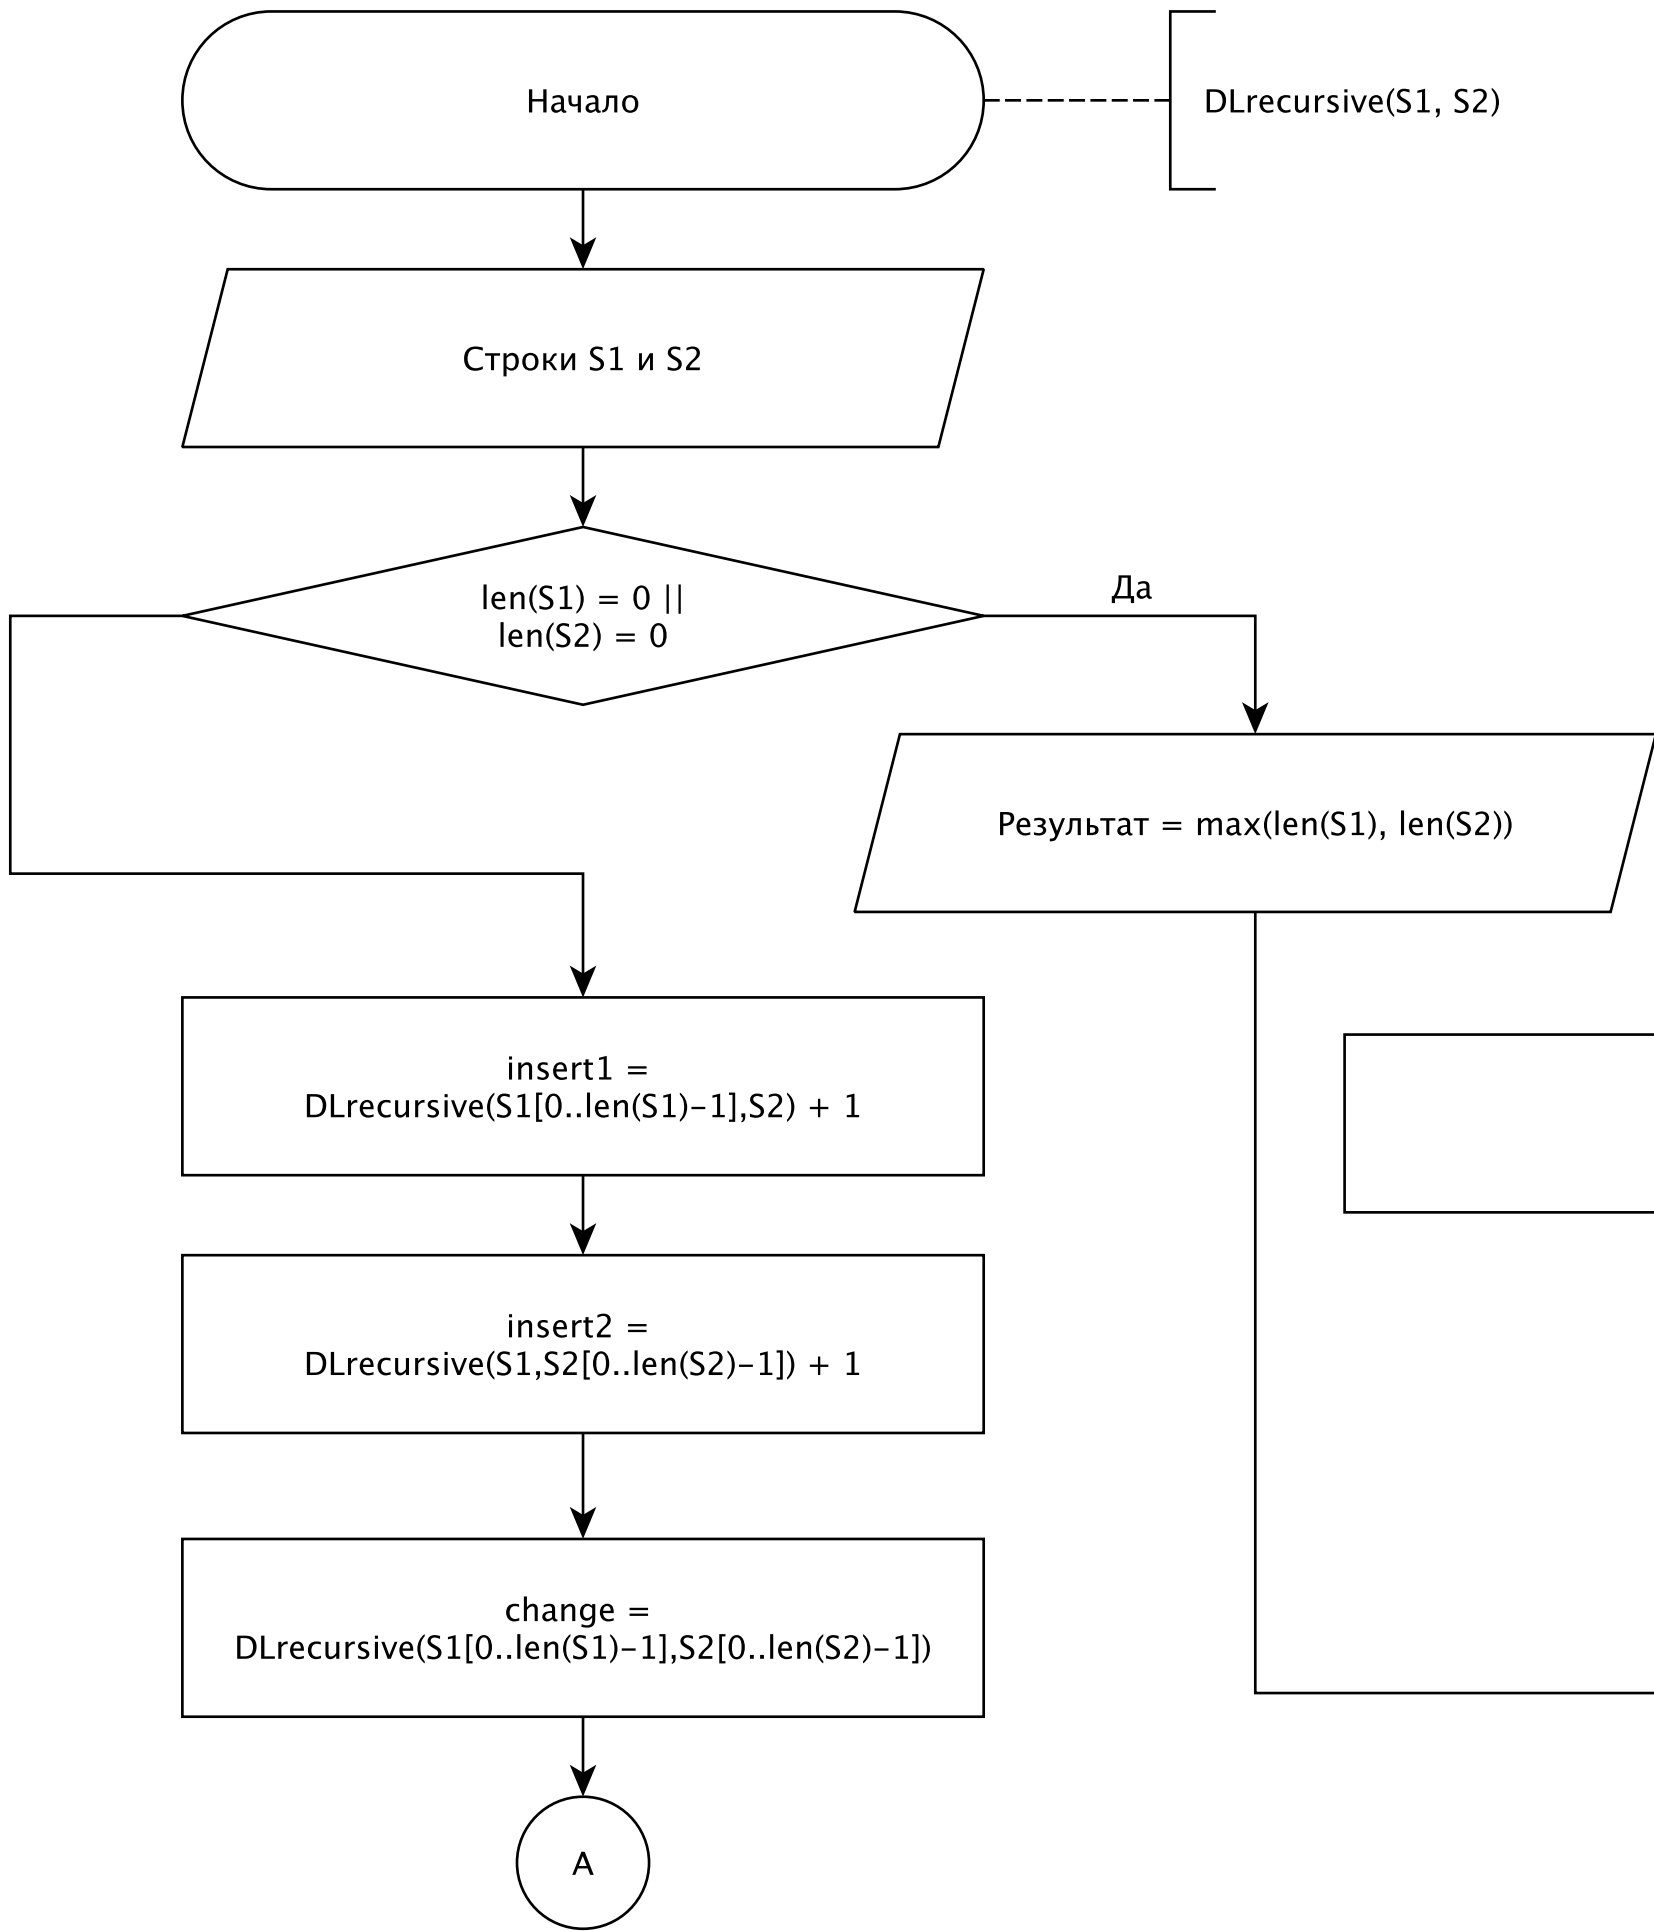 Начало
DLrecursive(S1, S2)
Строки S1 и S2
len(S1) = 0 ||
len(S2) = 0
Да
Результат = max(len(S1), len(S2))
insert1 =
DLrecursive(S1[0..len(S1)-1],S2) + 1
insert2 =
DLrecursive(S1,S2[0..len(S2)-1]) + 1
change =
DLrecursive(S1[0..len(S1)-1],S2[0..len(S2)-1])
A